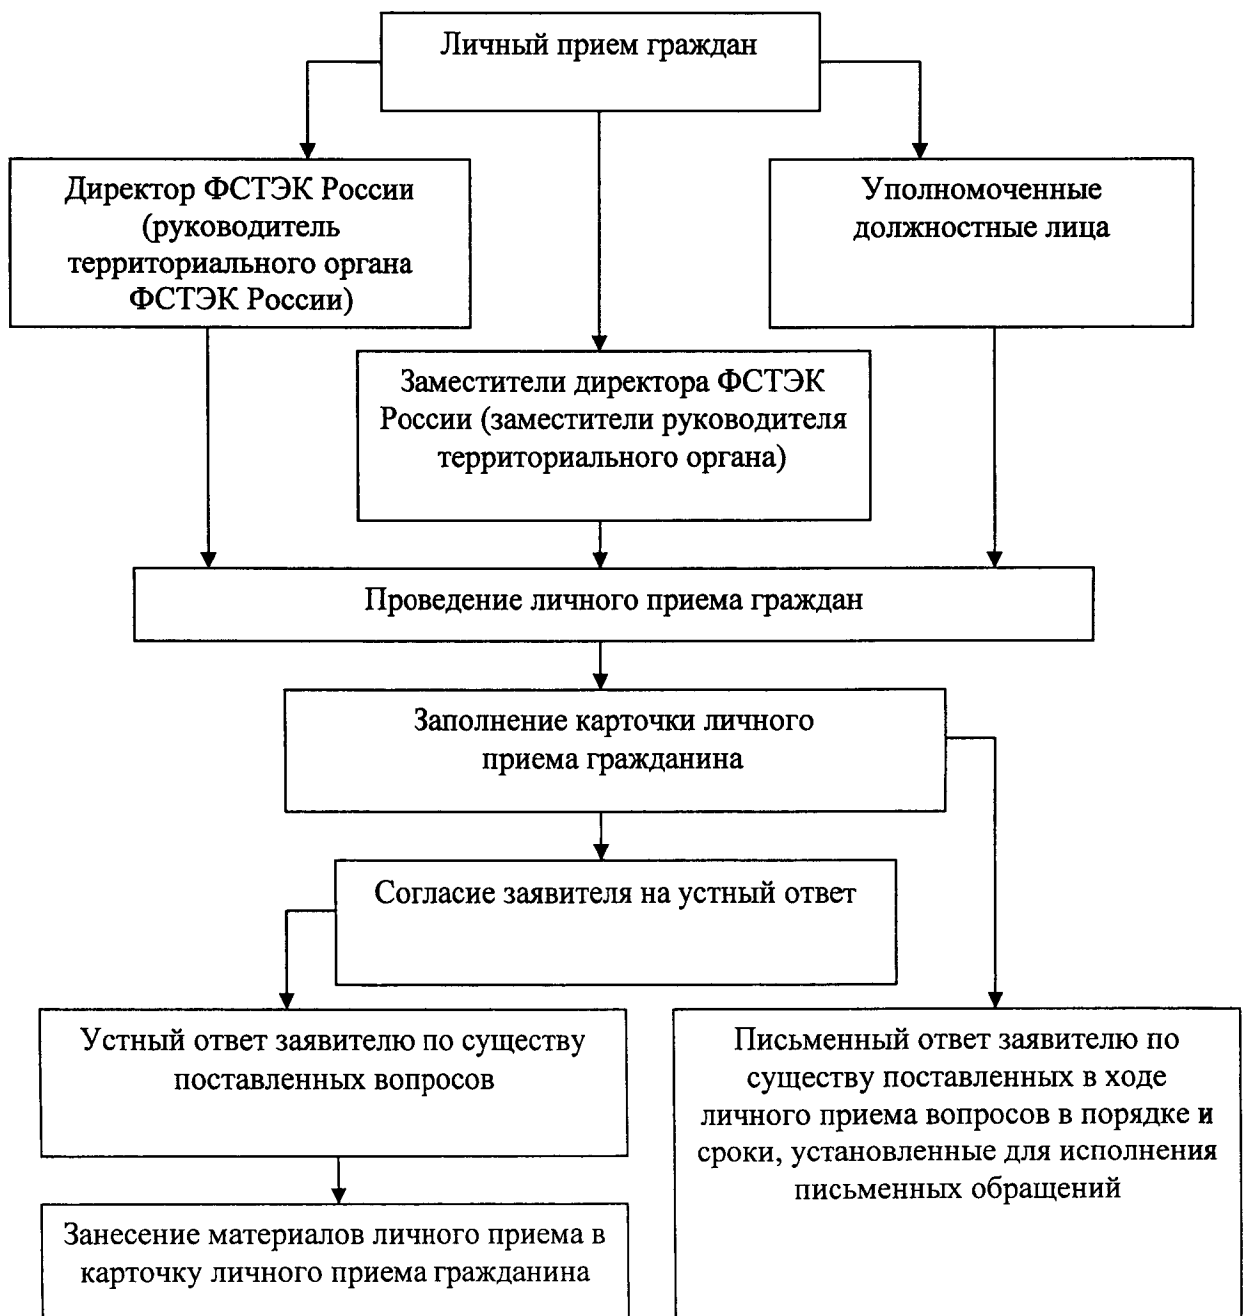 Личный прием граждан
Директор ФСТЭК России
(руководитель
территориального органа
ФСТЭК России)
Уполномоченные
должностные лица
Заместители директора ФСТЭК
России (заместители руководителя
территориального органа)
Проведение личного приема граждан
Заполнение карточки личного
приема гражданина
Согласие заявителя на устный ответ
Устный ответ заявителю по существу
поставленных вопросов
Письменный ответ заявителю по
существу поставленных в ходе
личного приема вопросов в порядке и
сроки, установленные для исполнения
письменных обращений
Занесение материалов личного приема в
карточку личного приема гражданина